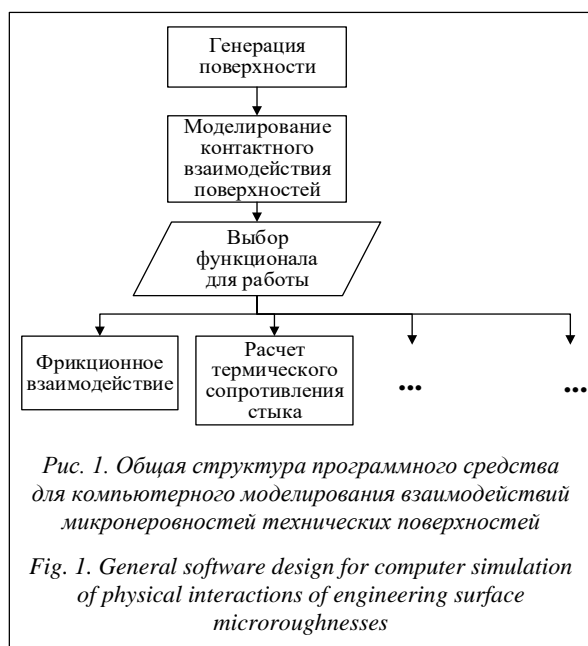 Генерация
поверхности
Моделирование
контактного
взаимодействия
поверхностей
Выбор
функционала
для работы
Фрикционное
взаимодействие
Расчет
термического
сопротивления
стыка
...
...
Рис. 1. Общая структура программного средства
для компьютерного моделирования взаимодействий
микронеровностей технических поверхностей
Fig. 1. General software design for computer simulation
of physical interactions of engineering surface
microroughnesses